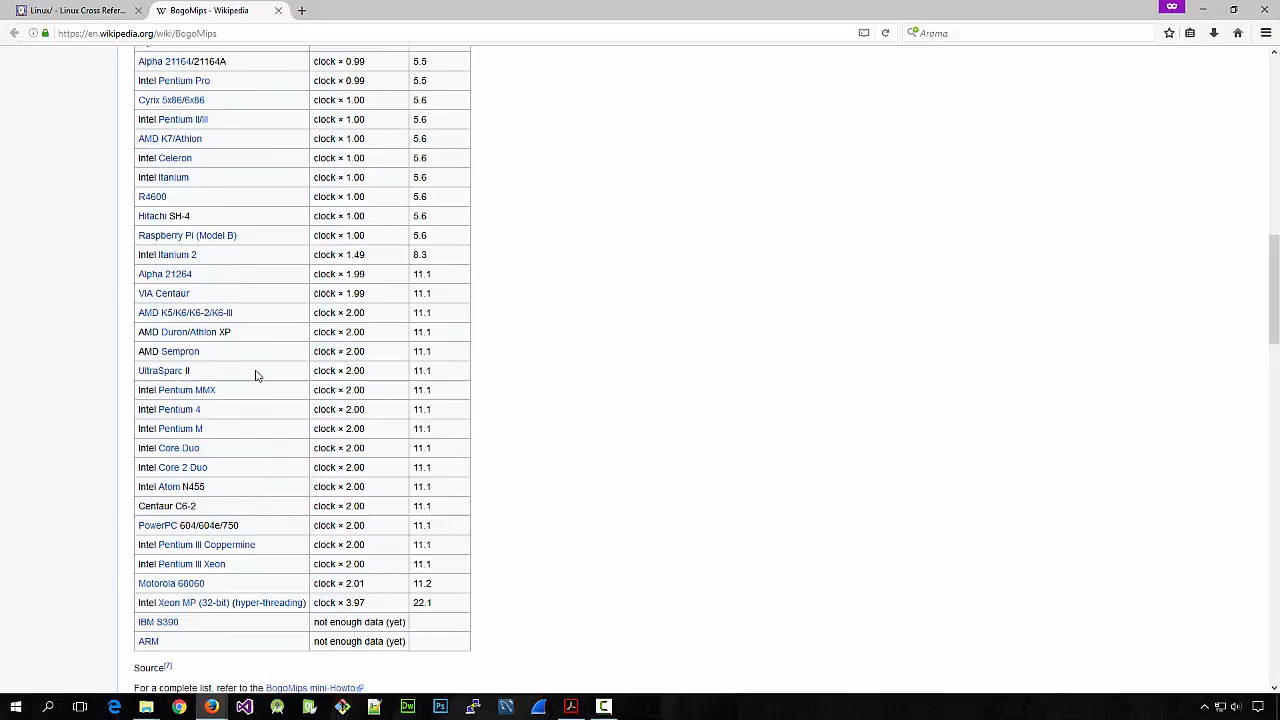 Linux/ - Linux Cross Refer...
BogoMips - Wikipedia
https://en.wikipedia.org/wiki/BogoMips
Arama
Alpha 21164/21164A clock × 0.99 5.5
Intel Pentium Pro clock × 0.99 5.5
Cyrix 5x86/6x86 clock × 1.00 5.6
Intel Pentium II/III clock × 1.00 5.6
AMD K7/Athlon clock × 1.00 5.6
Intel Celeron clock × 1.00 5.6
Intel Itanium clock × 1.00 5.6
R4600 clock × 1.00 5.6
Hitachi SH-4 clock × 1.00 5.6
Raspberry Pi (Model B) clock × 1.00 5.6
Intel Itanium 2 clock × 1.49 8.3
Alpha 21264 clock × 1.99 11.1
VIA Centaur clock × 1.99 11.1
AMD K5/K6/K6-2/K6-III clock × 2.00 11.1
AMD Duron/Athlon XP clock × 2.00 11.1
AMD Sempron clock × 2.00 11.1
UltraSparc II clock × 2.00 11.1
Intel Pentium MMX clock × 2.00 11.1
Intel Pentium 4 clock × 2.00 11.1
Intel Pentium M clock × 2.00 11.1
Intel Core Duo clock × 2.00 11.1
Intel Core 2 Duo clock × 2.00 11.1
Intel Atom N455 clock × 2.00 11.1
Centaur C6-2 clock × 2.00 11.1
PowerPC 604/604e/750 clock × 2.00 11.1
Intel Pentium III Coppermine clock × 2.00 11.1
Intel Pentium III Xeon clock × 2.00 11.1
Motorola 68060 clock × 2.01 11.2
Intel Xeon MP (32-bit) (hyper-threading) clock × 3.97 22.1
IBM S390 not enough data (yet)
ARM not enough data (yet)
Source[7]
For a complete list, refer to the BogoMips mini-Howto.
Dw
Ps